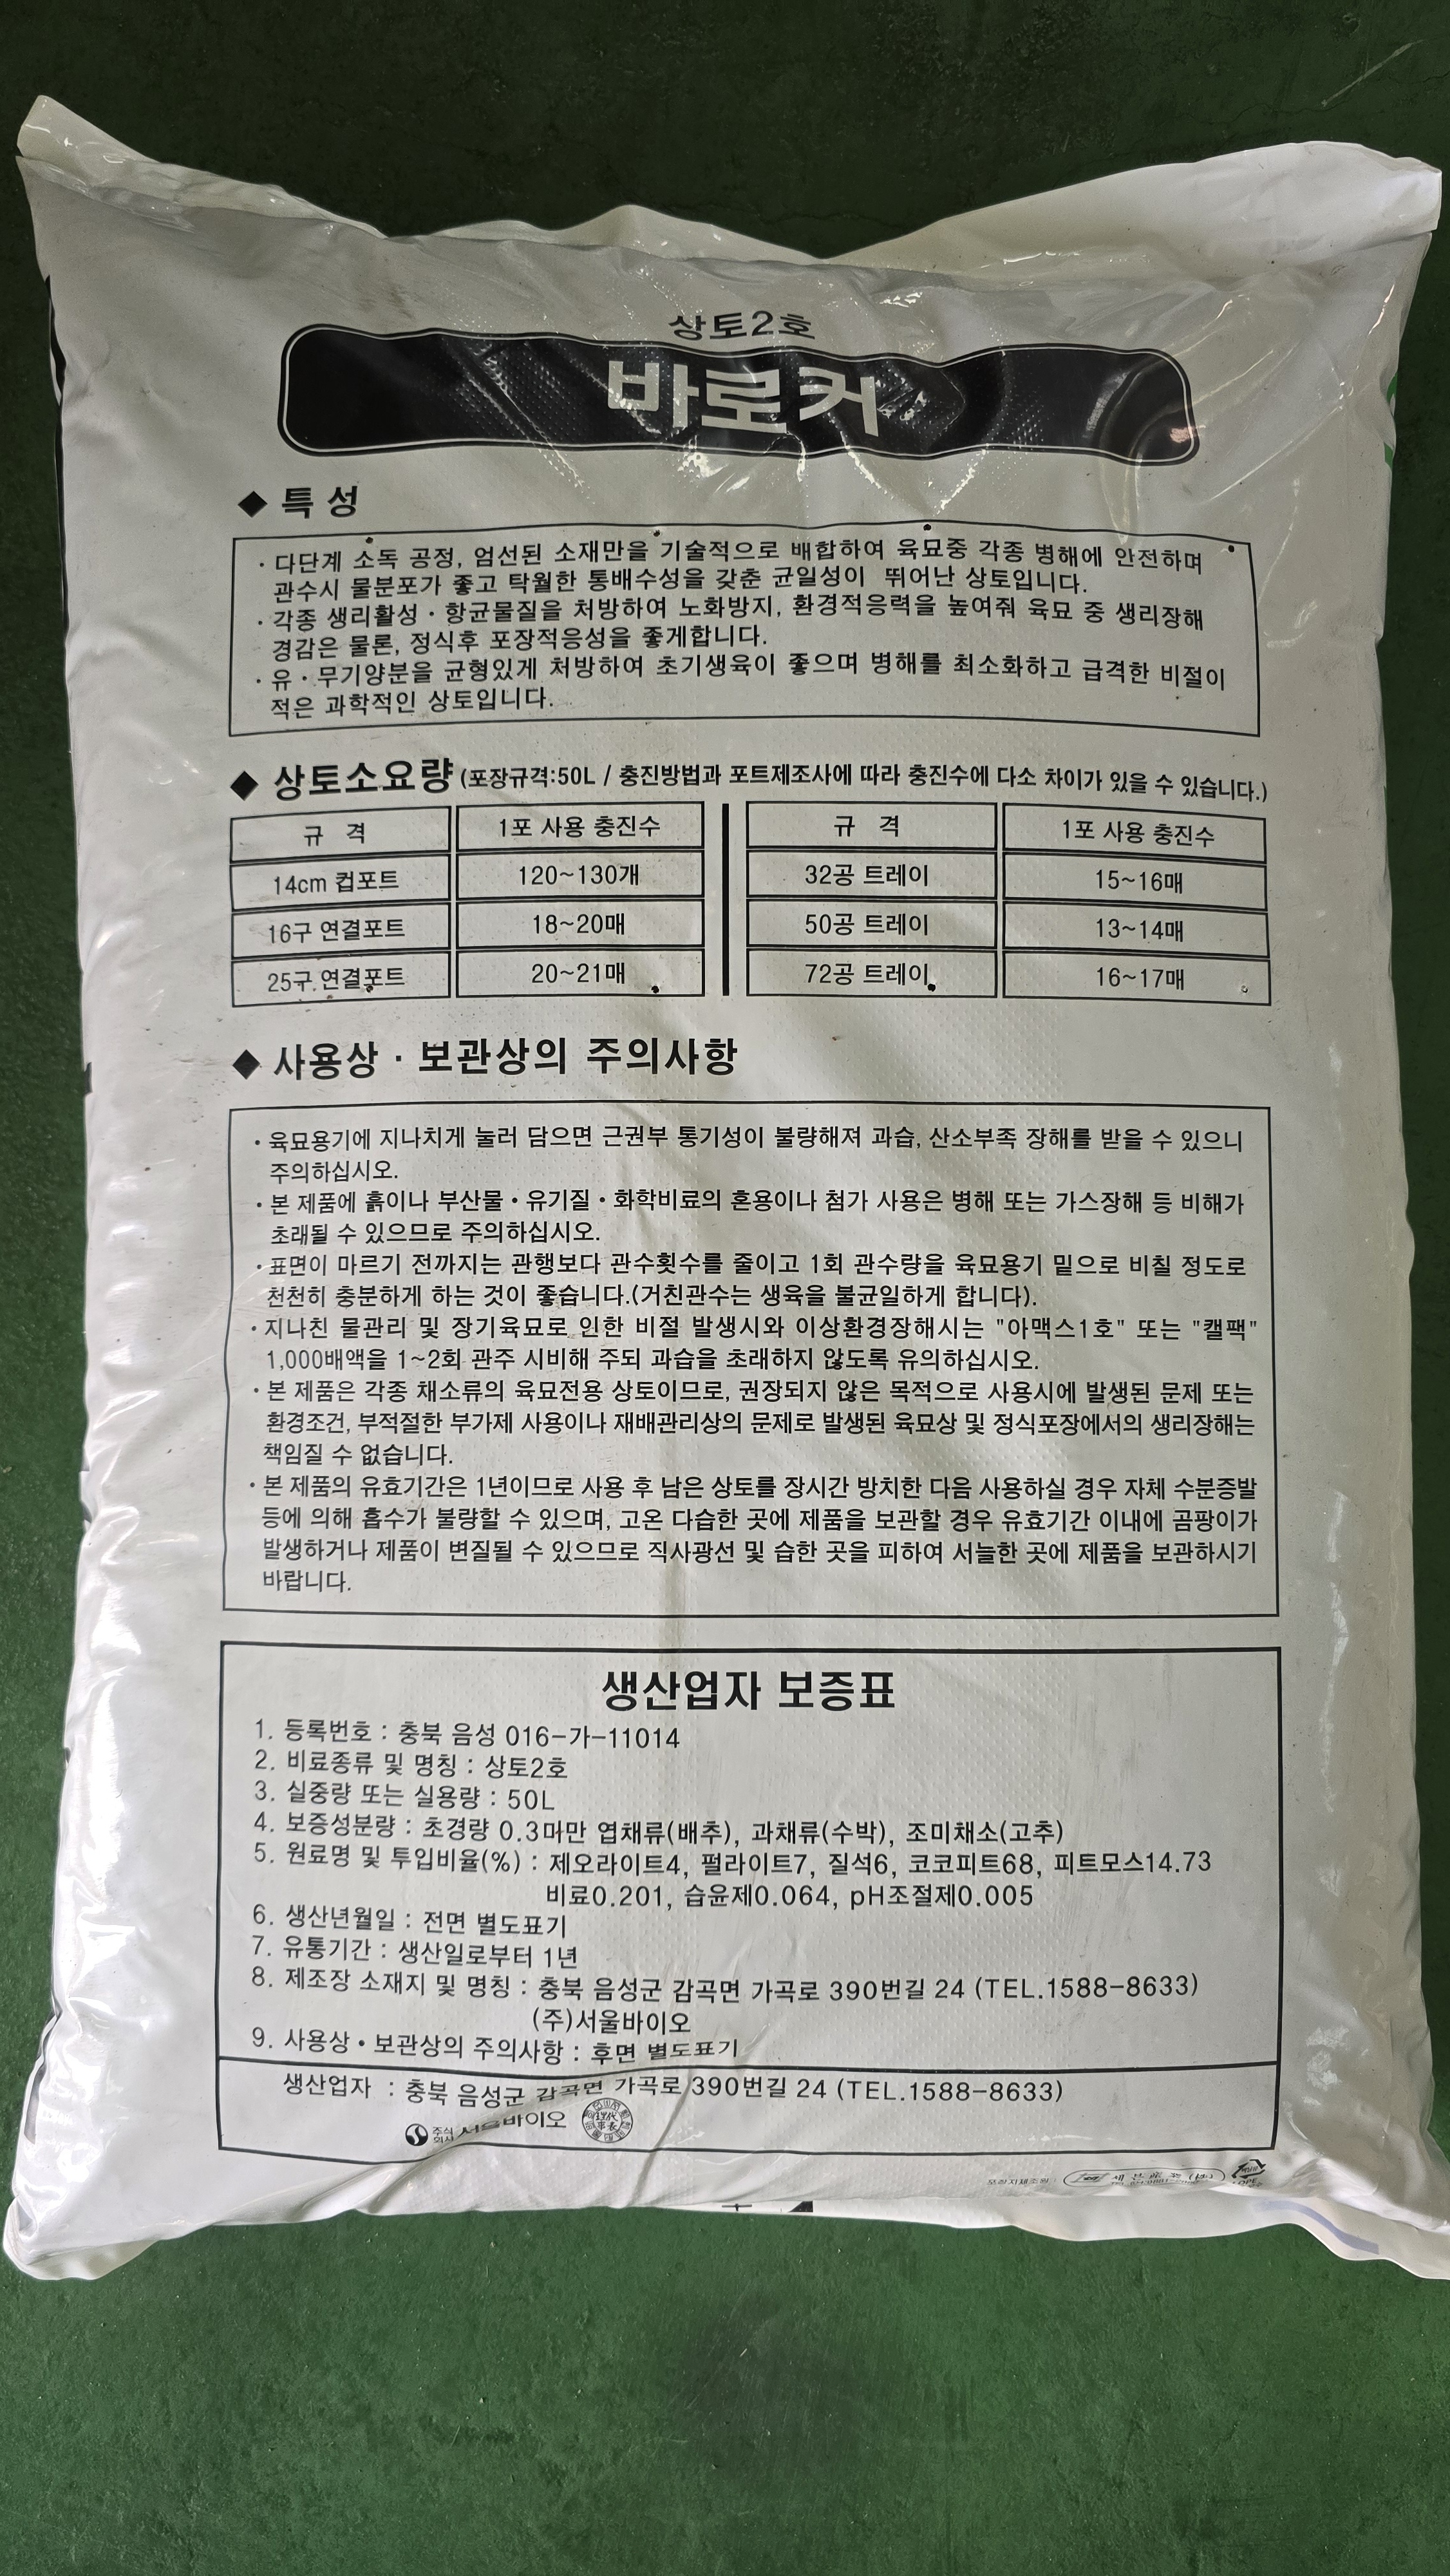 상토2호
바로커
◆ 특 성
· 다단계 소독 공정, 엄선된 소재만을 기술적으로 배합하여 육묘중 각종 병해에 안전하며
관수시 물분포가 좋고 탁월한 통배수성을 갖춘 균일성이 뛰어난 상토입니다.
· 각종 생리활성 · 항균물질을 처방하여 노화방지, 환경적응력을 높여줘 육묘 중 생리장해
경감은 물론, 정식후 포장적응성을 좋게합니다.
· 유 · 무기양분을 균형있게 처방하여 초기생육이 좋으며 병해를 최소화하고 급격한 비절이
적은 과학적인 상토입니다.
◆ 상토소요량 (포장규격:50L / 충진방법과 포트제조사에 따라 충진수에 다소 차이가 있을 수 있습니다.)
규 격 1포 사용 충진수 규 격 1포 사용 충진수
14cm 컵포트 120~130개 32공 트레이 15~16매
16구 연결포트 18~20매 50공 트레이 13~14매
25구 연결포트 20~21매 72공 트레이 16~17매
◆ 사용상 · 보관상의 주의사항
· 육묘용기에 지나치게 눌러 담으면 근권부 통기성이 불량해져 과습, 산소부족 장해를 받을 수 있으니
주의하십시오.
· 본 제품에 흙이나 부산물 · 유기질 · 화학비료의 혼용이나 첨가 사용은 병해 또는 가스장해 등 비해가
초래될 수 있으므로 주의하십시오.
· 표면이 마르기 전까지는 관행보다 관수횟수를 줄이고 1회 관수량을 육묘용기 밑으로 비칠 정도로
천천히 충분하게 하는 것이 좋습니다.(거친관수는 생육을 불균일하게 합니다).
· 지나친 물관리 및 장기육묘로 인한 비절 발생시와 이상환경장해시는 "아맥스1호" 또는 "캘팩"
1,000배액을 1~2회 관주 시비해 주되 과습을 초래하지 않도록 유의하십시오.
· 본 제품은 각종 채소류의 육묘전용 상토이므로, 권장되지 않은 목적으로 사용시에 발생된 문제 또는
환경조건, 부적절한 부가제 사용이나 재배관리상의 문제로 발생된 육묘상 및 정식포장에서의 생리장해는
책임질 수 없습니다.
· 본 제품의 유효기간은 1년이므로 사용 후 남은 상토를 장시간 방치한 다음 사용하실 경우 자체 수분증발
등에 의해 흡수가 불량할 수 있으며, 고온 다습한 곳에 제품을 보관할 경우 유효기간 이내에 곰팡이가
발생하거나 제품이 변질될 수 있으므로 직사광선 및 습한 곳을 피하여 서늘한 곳에 제품을 보관하시기
바랍니다.
생산업자 보증표
1. 등록번호 : 충북 음성 016-가-11014
2. 비료종류 및 명칭 : 상토2호
3. 실중량 또는 실용량 : 50L
4. 보증성분량 : 초경량 0.3미만 엽채류(배추), 과채류(수박), 조미채소(고추)
5. 원료명 및 투입비율(%) : 제오라이트4, 펄라이트7, 질석6, 코코피트68, 피트모스14.73
비료0.201, 습윤제0.064, pH조절제0.005
6. 생산년월일 : 전면 별도표기
7. 유통기간 : 생산일로부터 1년
8. 제조장 소재지 및 명칭 : 충북 음성군 감곡면 가곡로 390번길 24 (TEL.1588-8633)
(주)서울바이오
9. 사용상 · 보관상의 주의사항 : 후면 별도표기
생산업자 : 충북 음성군 감곡면 가곡로 390번길 24 (TEL.1588-8633)
주식회사 서울바이오